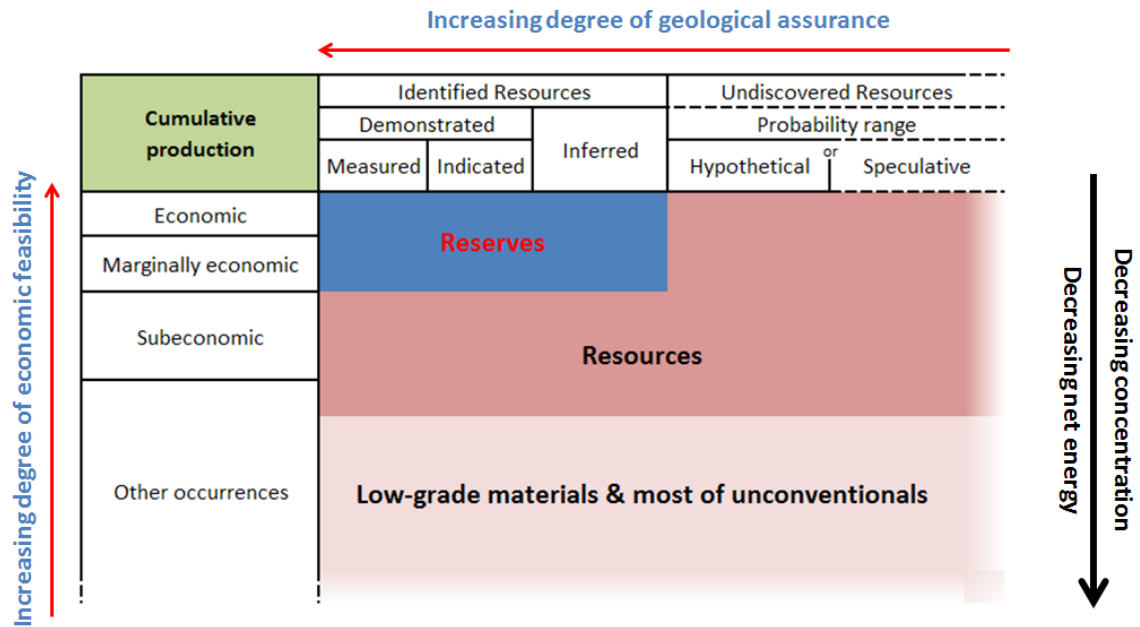 Increasing degree of geological assurance
Cumulative
production
Identified Resources
Undiscovered Resources
Demonstrated
Inferred
Probability range
Measured
Indicated
Hypothetical
or
Speculative
Economic
Marginally economic
Subeconomic
Other occurrences
Reserves
Resources
Low-grade materials & most of unconventionals
Increasing degree of economic feasibility
Decreasing net energy
Decreasing concentration